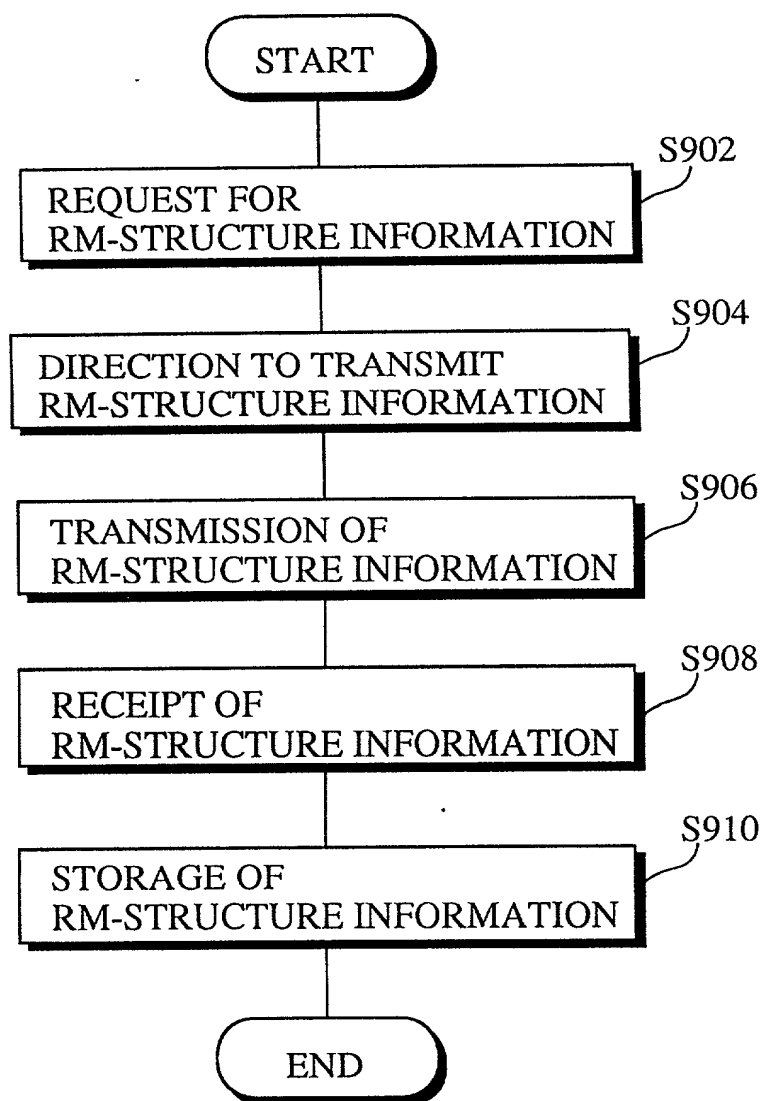 START
S902
REQUEST FOR
RM-STRUCTURE INFORMATION
S904
DIRECTION TO TRANSMIT
RM-STRUCTURE INFORMATION
S906
TRANSMISSION OF
RM-STRUCTURE INFORMATION
S908
RECEIPT OF
RM-STRUCTURE INFORMATION
S910
STORAGE OF
RM-STRUCTURE INFORMATION
END